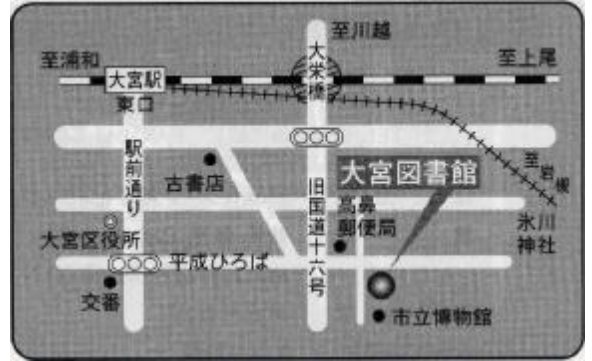 至川越
至浦和
大栄橋
至上尾
大宮駅
東口
駅前通り
古書店
大宮図書館
至岩槻
旧国道十六号
高鼻
郵便局
氷川
神社
大宮区役所
平成ひろば
交番
市立博物館